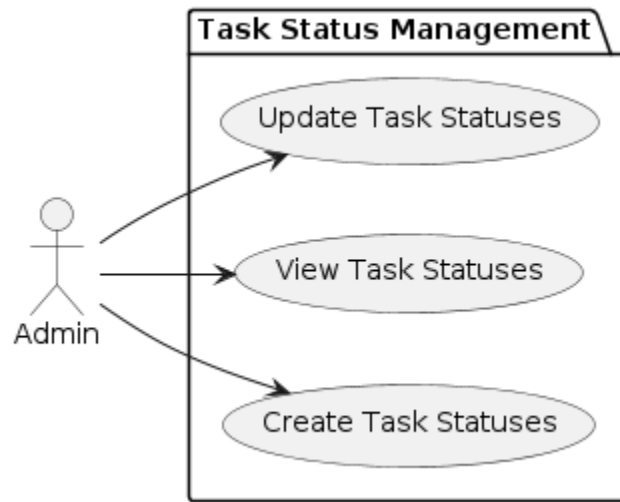 Task Status Management
Update Task Statuses
View Task Statuses
Admin
Create Task Statuses